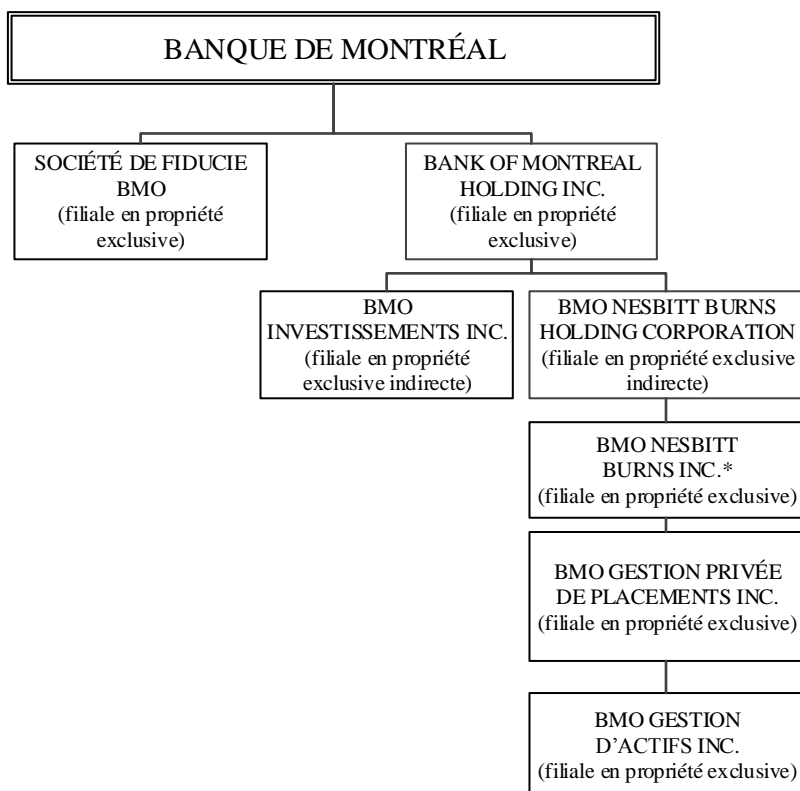 BANQUE DE MONTRÉAL
SOCIÉTÉ DE FIDUCIE
BMO
(filiale en propriété
exclusive)
BANK OF MONTREAL
HOLDING INC.
(filiale en propriété
exclusive)
BMO
INVESTISSEMENTS INC.
(filiale en propriété
exclusive indirecte)
BMO NESBITT BURNS
HOLDING CORPORATION
(filiale en propriété exclusive
indirecte)
BMO NESBITT
BURNS INC.*
(filiale en propriété exclusive)
BMO GESTION PRIVÉE
DE PLACEMENTS INC.
(filiale en propriété exclusive)
BMO GESTION
D’ACTIFS INC.
(filiale en propriété exclusive)